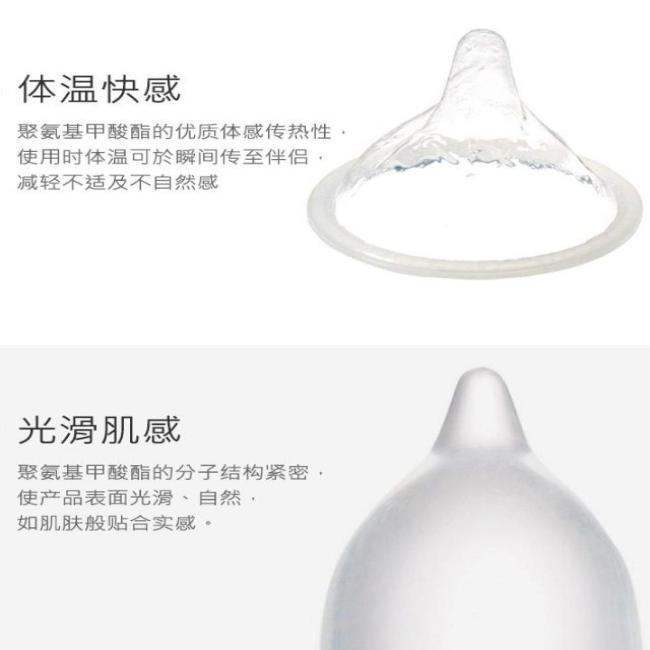 体温快感
聚氨基甲酸酯的优质体感传热性，
使用时体温可於瞬间传至伴侣，
减轻不适及不自然感
光滑肌感
聚氨基甲酸酯的分子结构紧密，
使产品表面光滑、自然，
如肌肤般贴合实感。